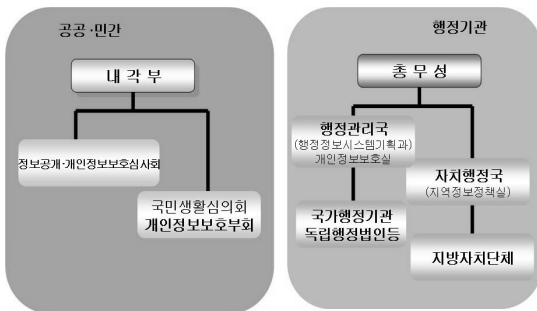 공공·민간
내 각 부
정보공개·개인정보보호심사회
국민생활심의회
개인정보보호부회
행정기관
총 무 성
행정관리국
(행정정보시스템기획과)
개인정보보호실
국가행정기관
독립행정법인등
자치행정국
(지역정보정책실)
지방자치단체